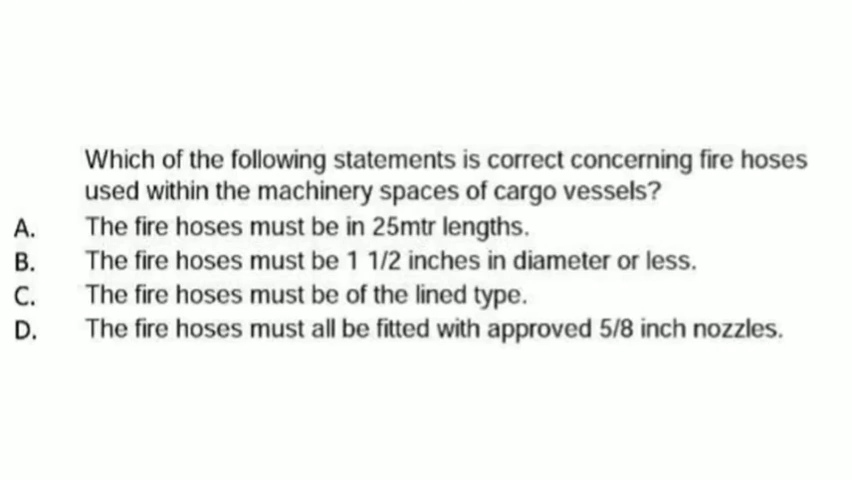 Which of the following statements is correct concerning fire hoses
used within the machinery spaces of cargo vessels?
A. The fire hoses must be in 25mtr lengths.
B. The fire hoses must be 1 1/2 inches in diameter or less.
C. The fire hoses must be of the lined type.
D. The fire hoses must all be fitted with approved 5/8 inch nozzles.